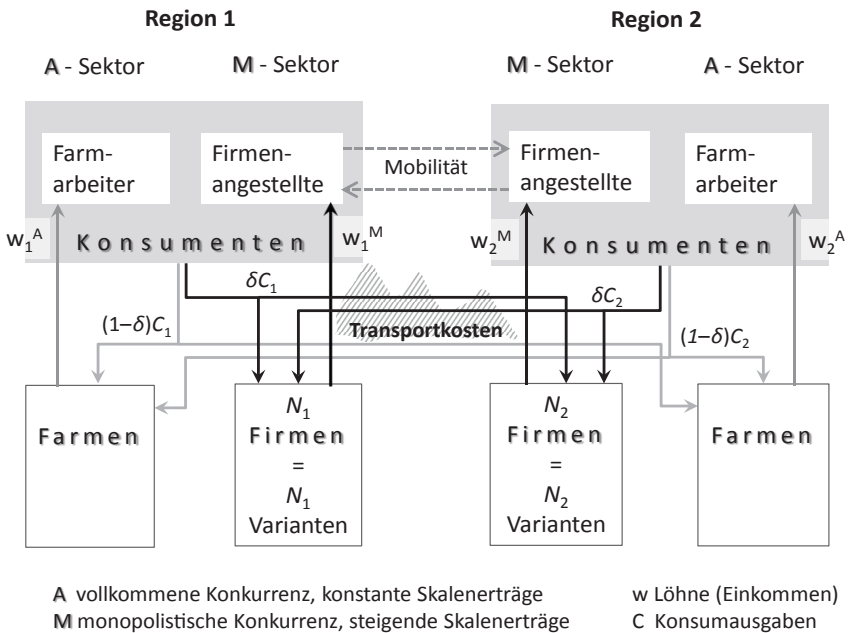 Region 1
Region 2
A - Sektor
M - Sektor
M - Sektor
A - Sektor
Farm-
arbeiter
Firmen-
angestellte
Mobilität
Firmen-
angestellte
Farm-
arbeiter
w₁ᴬ
Konsumenten
w₁ᴹ
w₂ᴹ
Konsumenten
w₂ᴬ
δC₁
δC₂
(1–δ)C₁
Transportkosten
(1–δ)C₂
Farmen
N₁
Firmen
=
N₁
Varianten
N₂
Firmen
=
N₂
Varianten
Farmen
A vollkommene Konkurrenz, konstante Skalenerträge
w Löhne (Einkommen)
M monopolistische Konkurrenz, steigende Skalenerträge
C Konsumausgaben